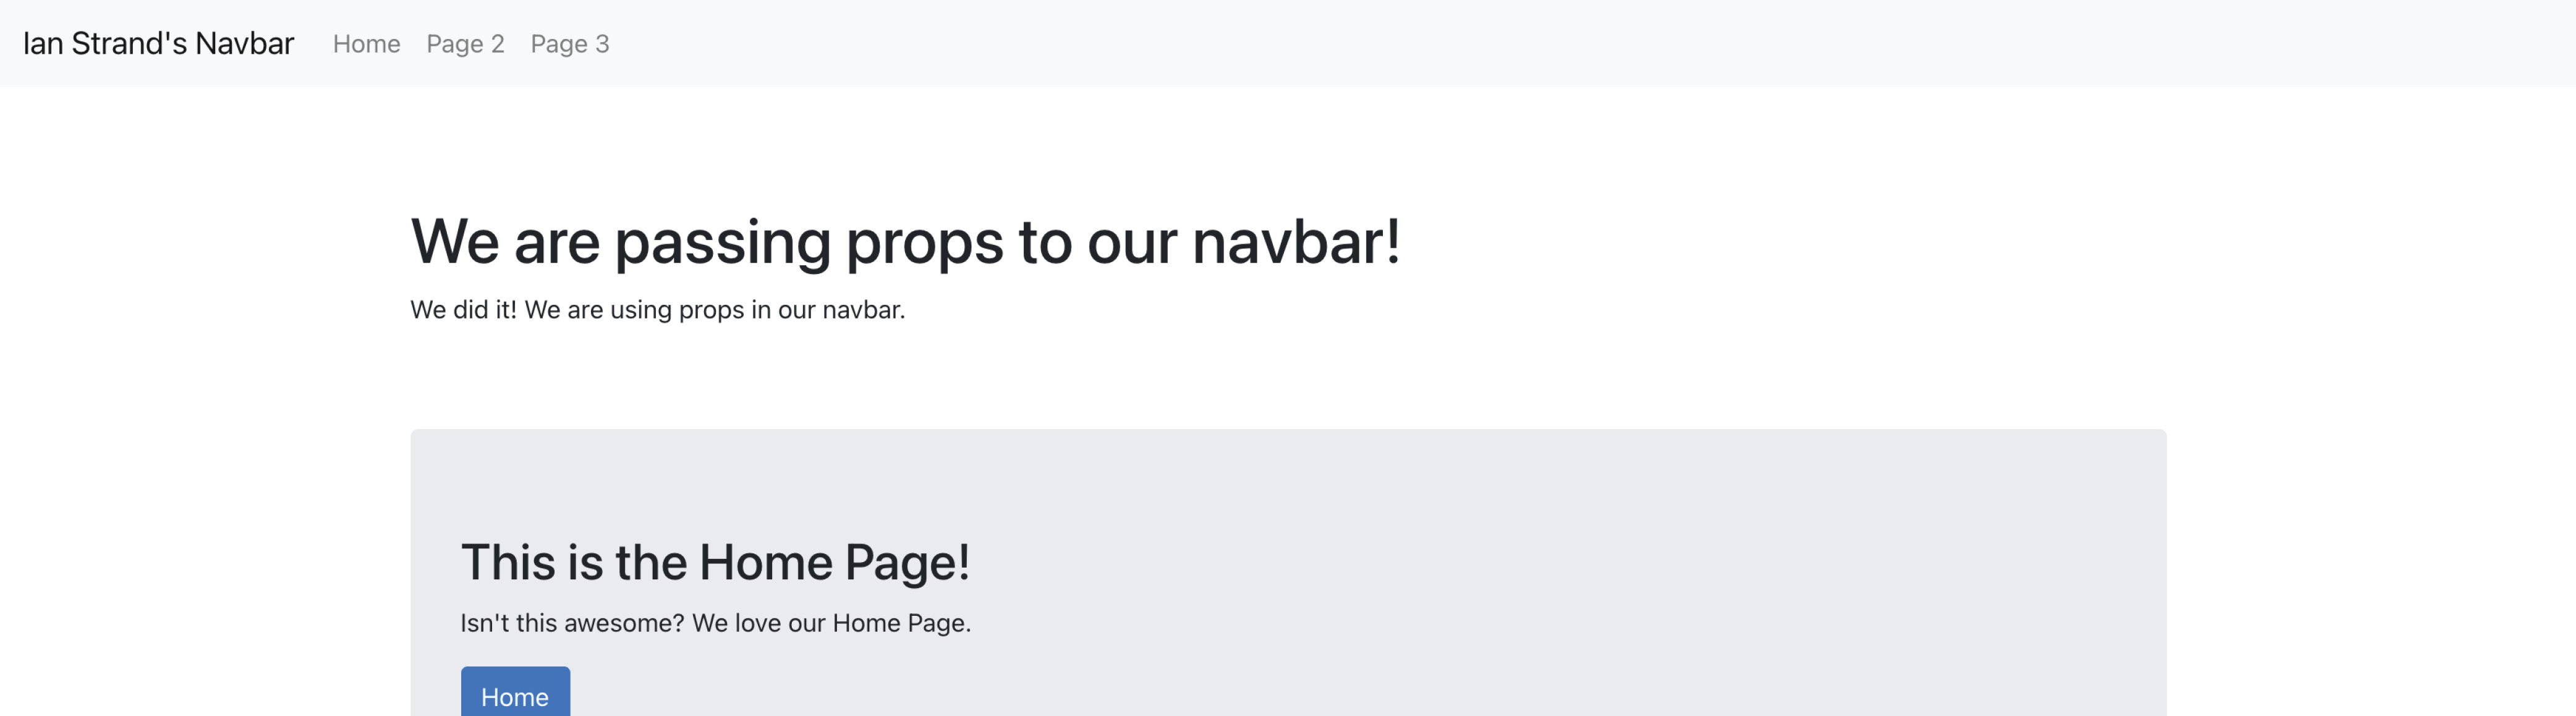 Ian Strand's Navbar Home Page 2 Page 3
We are passing props to our navbar!
We did it! We are using props in our navbar.
This is the Home Page!
Isn't this awesome? We love our Home Page.
Home